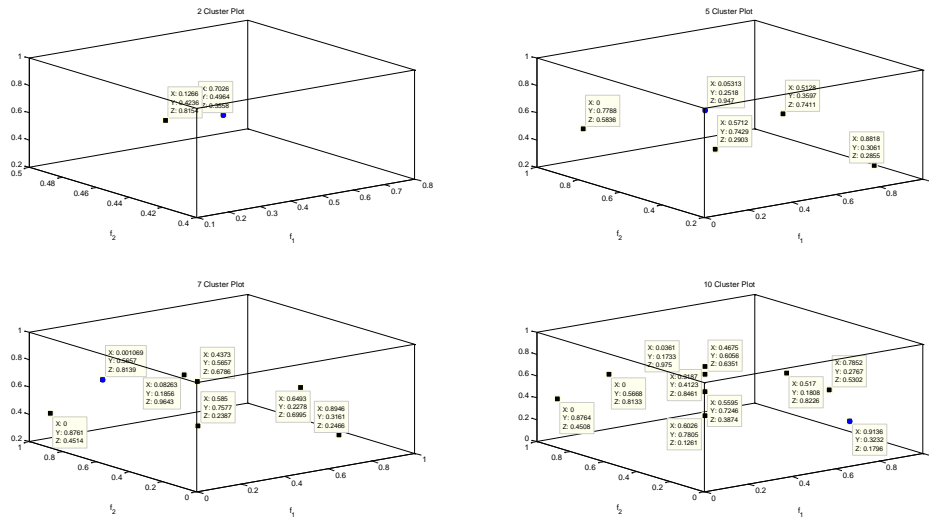 2 Cluster Plot
1
0.8
0.6
0.4
0.2
0.5
0.48
0.46
0.44
0.42
0.4
0.1
0.2
0.3
0.4
0.5
0.6
0.7
0.8
f2
f1
X: 0.1266
Y: 0.4236
Z: 0.8154
X: 0.7026
Y: 0.4964
Z: 0.3558
5 Cluster Plot
1
0.8
0.6
0.4
0.2
1
0.8
0.6
0.4
0.2
0
0
0.2
0.4
0.6
0.8
f2
f1
X: 0
Y: 0.7788
Z: 0.5836
X: 0.05313
Y: 0.2518
Z: 0.947
X: 0.5128
Y: 0.3597
Z: 0.7411
X: 0.5712
Y: 0.7429
Z: 0.2903
X: 0.8818
Y: 0.3061
Z: 0.2855
7 Cluster Plot
1
0.8
0.6
0.4
0.2
1
0.8
0.6
0.4
0.2
0
0
0.2
0.4
0.6
0.8
1
f2
f1
X: 0.001069
Y: 0.5657
Z: 0.8139
X: 0.4373
Y: 0.5657
Z: 0.6786
X: 0.08263
Y: 0.1856
Z: 0.9643
X: 0.585
Y: 0.7577
Z: 0.2387
X: 0.6493
Y: 0.2278
Z: 0.6995
X: 0.8946
Y: 0.3161
Z: 0.2466
X: 0
Y: 0.8761
Z: 0.4514
10 Cluster Plot
1
0.8
0.6
0.4
0.2
0
1
0.8
0.6
0.4
0.2
0
0
0.2
0.4
0.6
0.8
f2
f1
X: 0.0361
Y: 0.1733
Z: 0.975
X: 0.4675
Y: 0.6056
Z: 0.6351
X: 0.3187
Y: 0.4123
Z: 0.8461
X: 0.7852
Y: 0.2767
Z: 0.5302
X: 0.517
Y: 0.1808
Z: 0.8226
X: 0
Y: 0.5668
Z: 0.8133
X: 0
Y: 0.8764
Z: 0.4508
X: 0.5595
Y: 0.7246
Z: 0.3874
X: 0.6026
Y: 0.7805
Z: 0.1261
X: 0.9136
Y: 0.3232
Z: 0.1796